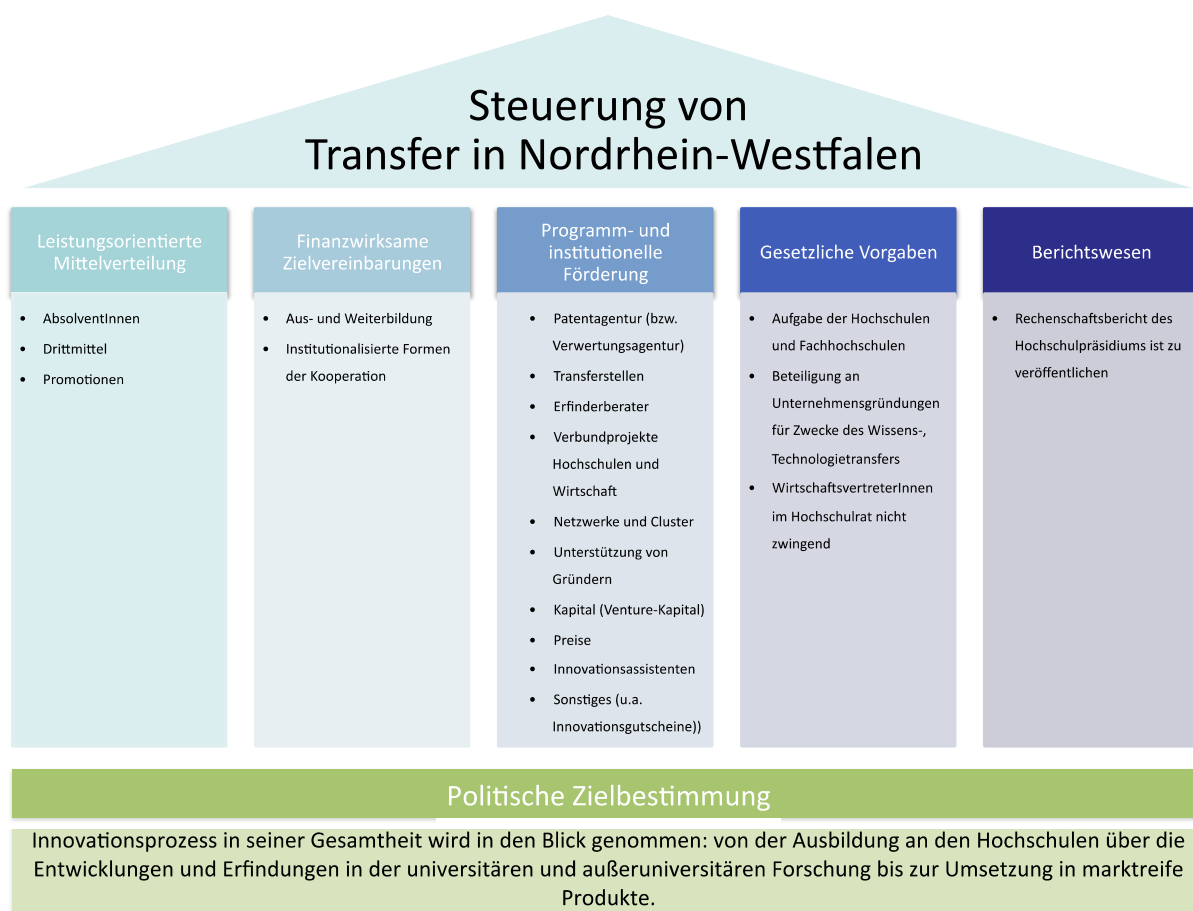 Steuerung von
Transfer in Nordrhein-Westfalen
Leistungsorientierte
Mittelverteilung
• AbsolventInnen
• Drittmittel
• Promotionen
Finanzwirksame
Zielvereinbarungen
• Aus- und Weiterbildung
• Institutionalisierte Formen
der Kooperation
Programm- und
institutionelle
Förderung
• Patentagentur (bzw.
Verwertungsagentur)
• Transferstellen
• Erfinderberater
• Verbundprojekte
Hochschulen und
Wirtschaft
• Netzwerke und Cluster
• Unterstützung von
Gründern
• Kapital (Venture-Kapital)
• Preise
• Innovationsassistenten
• Sonstiges (u.a.
Innovationsgutscheine))
Gesetzliche Vorgaben
• Aufgabe der Hochschulen
und Fachhochschulen
• Beteiligung an
Unternehmensgründungen
für Zwecke des Wissens-,
Technologietransfers
• WirtschaftsvertreterInnen
im Hochschulrat nicht
zwingend
Berichtswesen
• Rechenschaftsbericht des
Hochschulpräsidiums ist zu
veröffentlichen
Politische Zielbestimmung
Innovationsprozess in seiner Gesamtheit wird in den Blick genommen: von der Ausbildung an den Hochschulen über die
Entwicklungen und Erfindungen in der universitären und außeruniversitären Forschung bis zur Umsetzung in marktreife
Produkte.